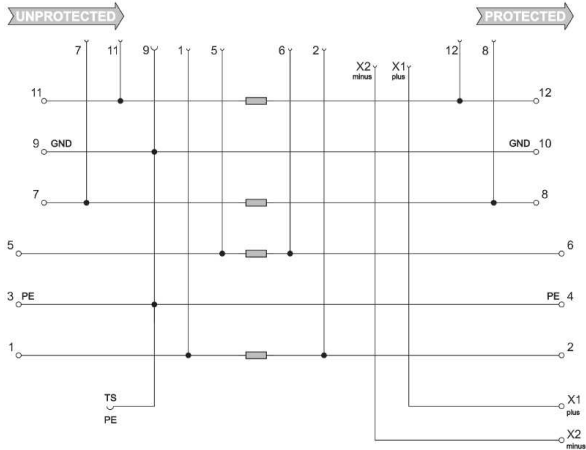 UNPROTECTED PROTECTED
7 11 9 1 5 6 2 12 8
X2 X1
minus plus
11 12
9 GND GND 10
7 8
5 6
3 PE PE 4
1 2
TS X1
plus
PE
X2
minus